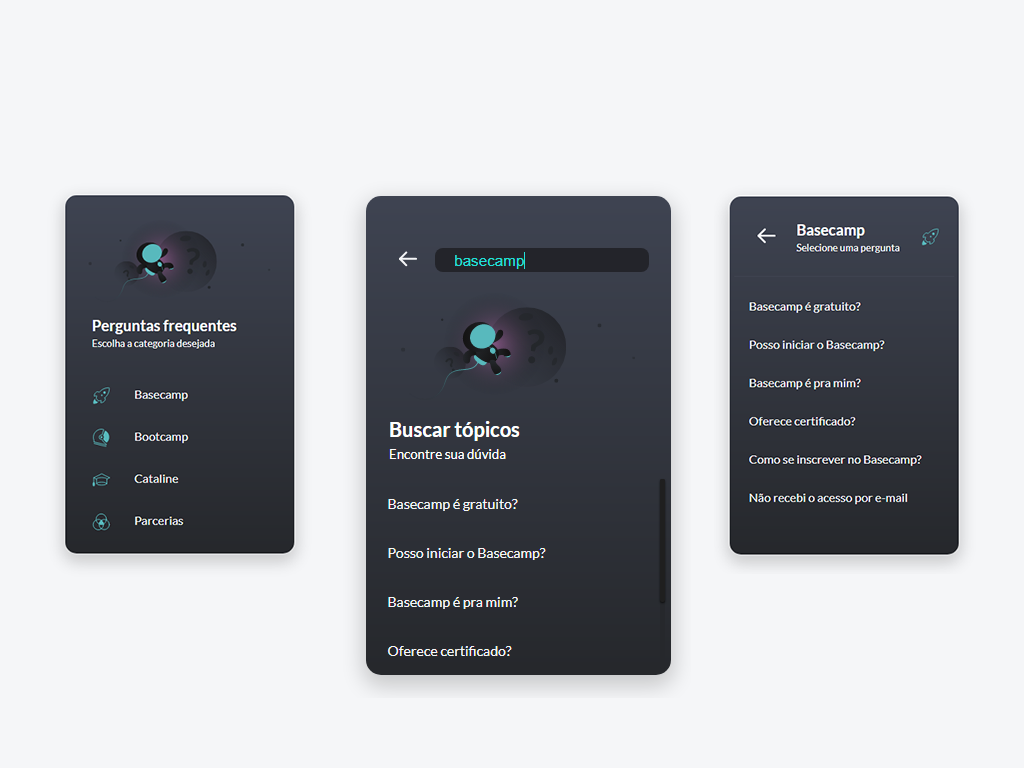 Perguntas frequentes
Escolha a categoria desejada
Basecamp
Bootcamp
Cataline
Parcerias
basecamp
Buscar tópicos
Encontre sua dúvida
Basecamp é gratuito?
Posso iniciar o Basecamp?
Basecamp é pra mim?
Oferece certificado?
Basecamp
Selecione uma pergunta
Basecamp é gratuito?
Posso iniciar o Basecamp?
Basecamp é pra mim?
Oferece certificado?
Como se inscrever no Basecamp?
Não recebi o acesso por e-mail